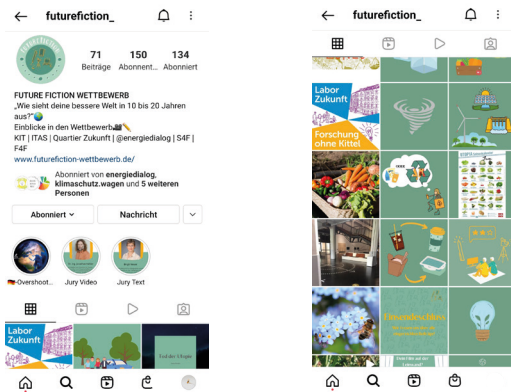 futurefiction_
71 150 134
Beiträge Abonnent... Abonniert
FUTURE FICTION WETTBEWERB
„Wie sieht deine bessere Welt in 10 bis 20 Jahren
aus?"
Einblicke in den Wettbewerb
KIT | ITAS | Quartier Zukunft | @energiedialog | S4F |
F4F
www.futurefiction-wettbewerb.de/
Abonniert von energiedialog,
klimaschutz.wagen und 5 weiteren
Personen
Abonniert
Nachricht
-Overshoot... Jury Video Jury Text
Labor
Zukunft
futurefiction_
Labor
Zukunft
Forschung
ohne Kittel
Einsendeschluss